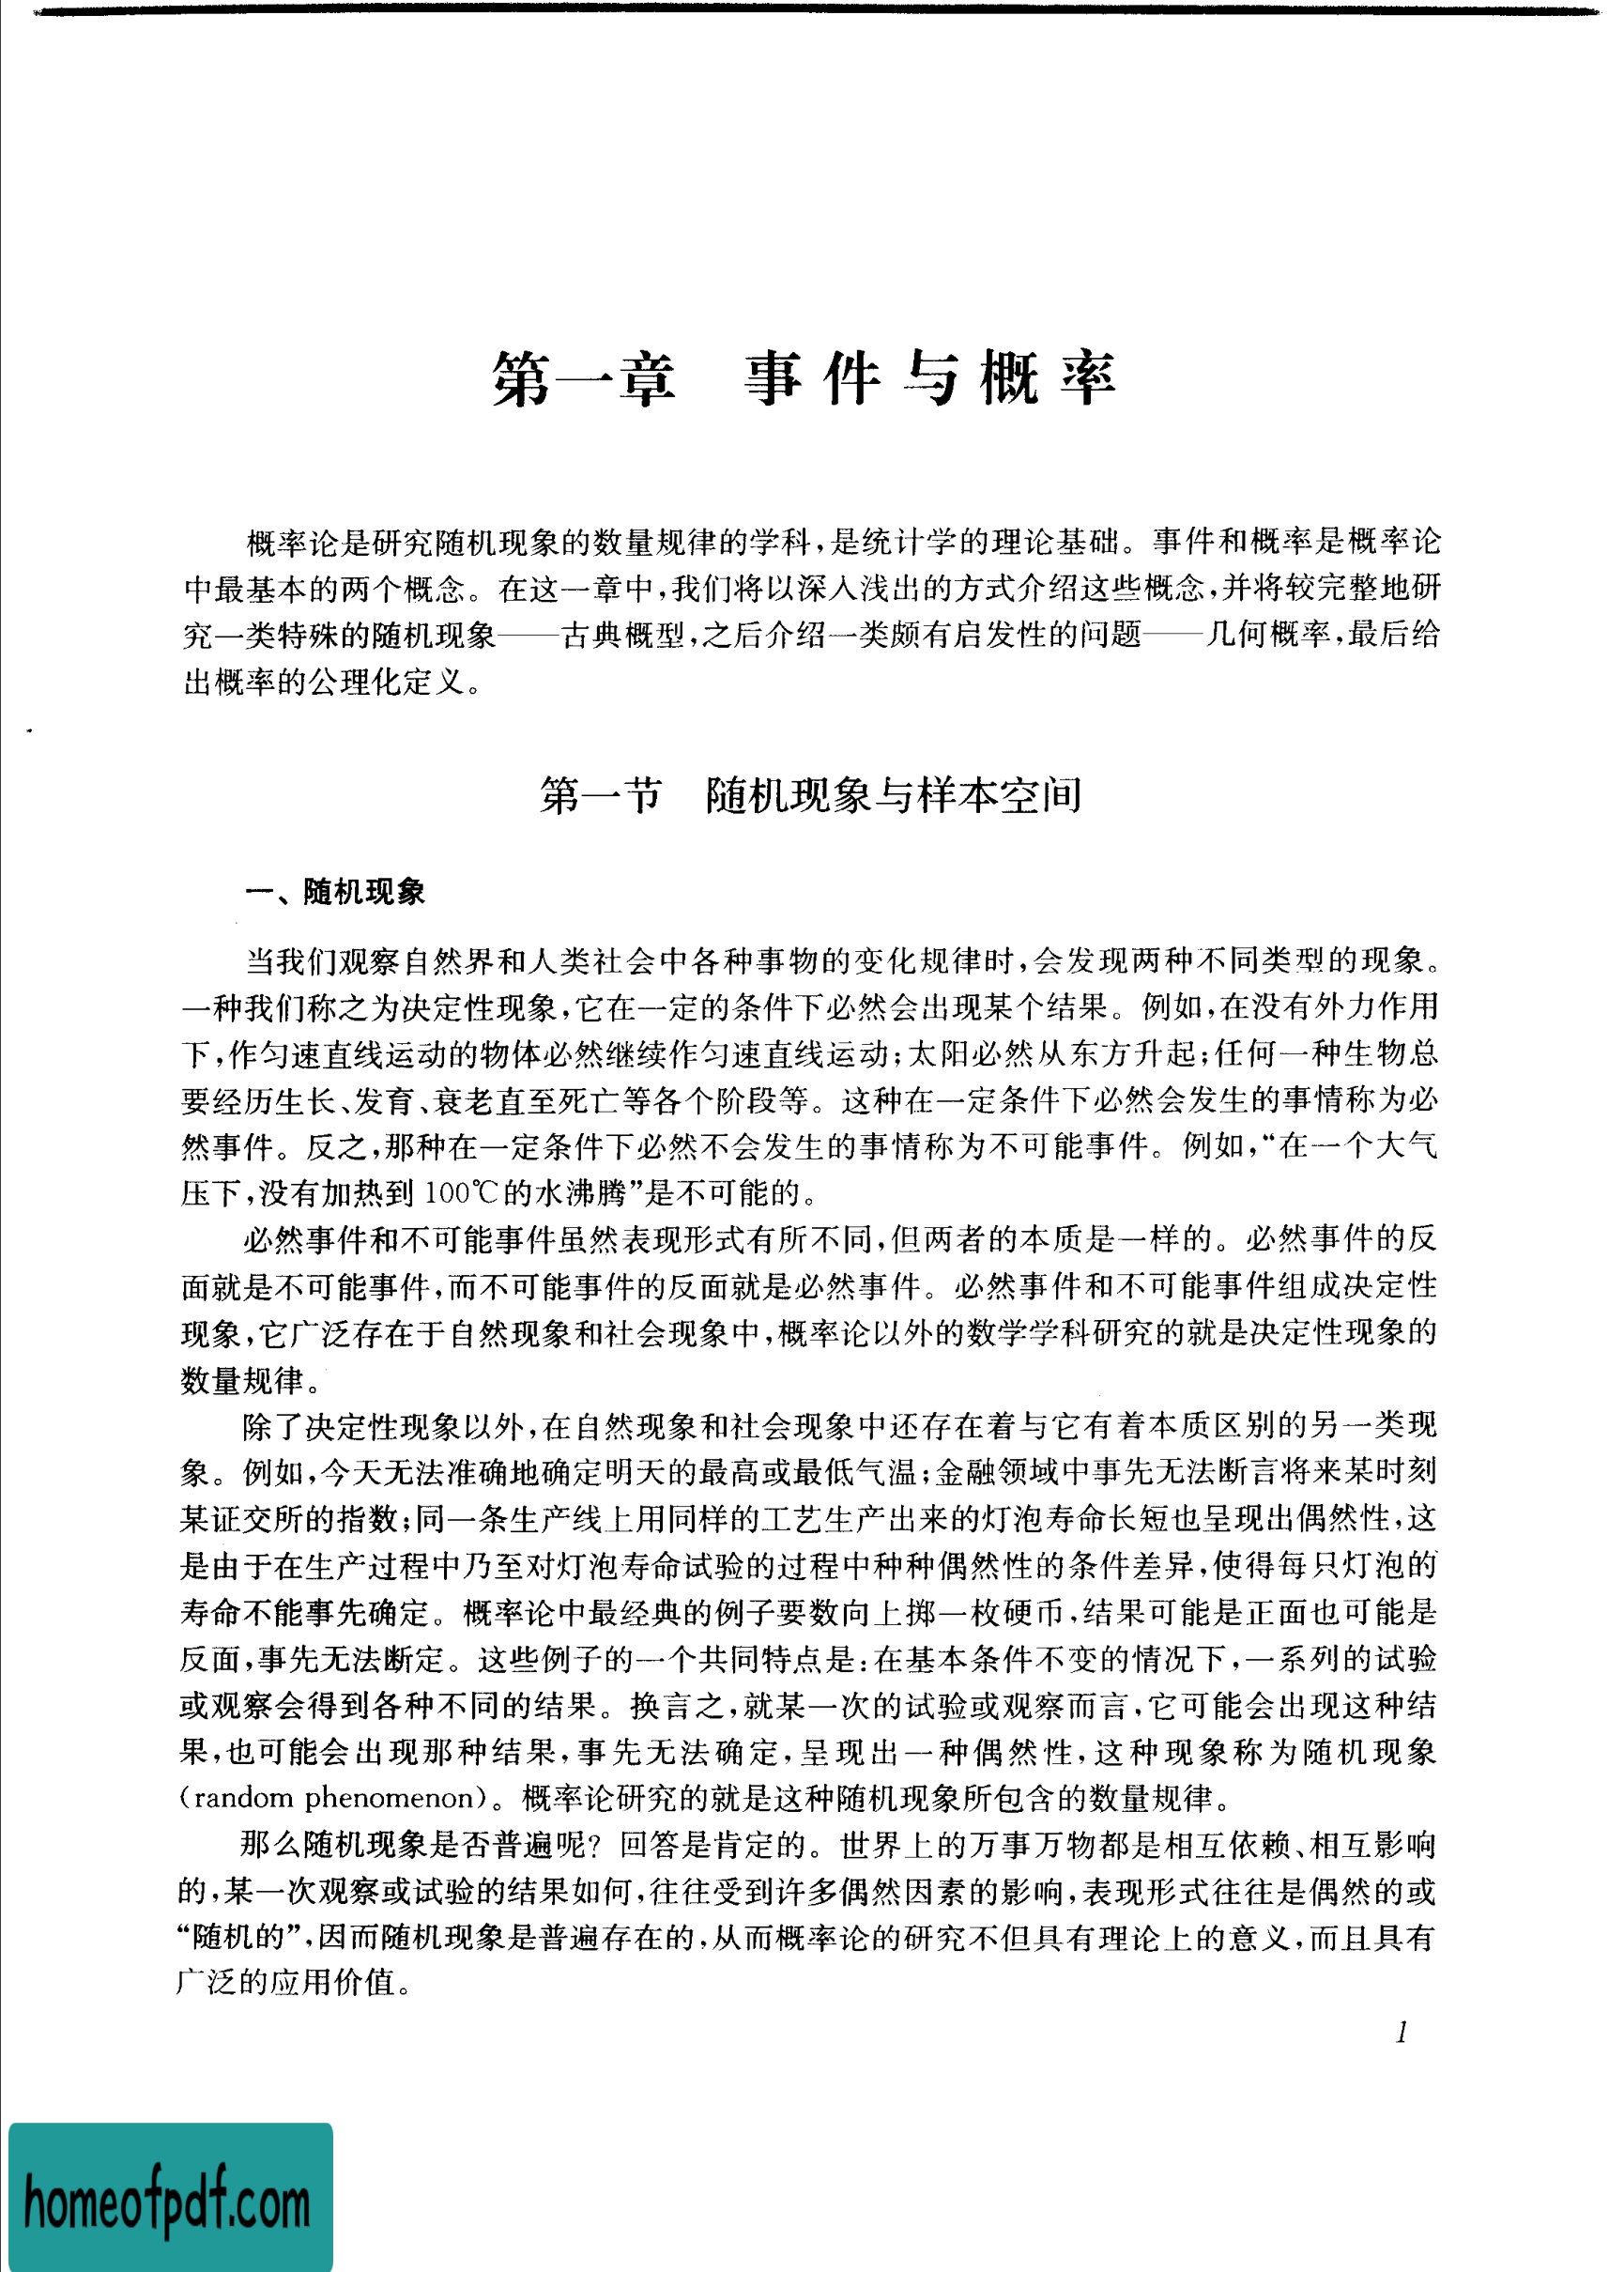 第一章 事件与概率
概率论是研究随机现象的数量规律的学科,是统计学的理论基础。事件和概率是概率论
中最基本的两个概念。在这一章中,我们将以深入浅出的方式介绍这些概念,并将较完整地研
究一类特殊的随机现象——古典概型,之后介绍一类颇有启发性的问题——几何概率,最后给
出概率的公理化定义。
第一节 随机现象与样本空间
一、随机现象
当我们观察自然界和人类社会中各种事物的变化规律时,会发现两种不同类型的现象。
一种我们称之为决定性现象,它在一定的条件下必然会出现某个结果。例如,在没有外力作用
下,作匀速直线运动的物体必然继续作匀速直线运动;太阳必然从东方升起;任何一种生物总
要经历生长、发育、衰老直至死亡等各个阶段等。这种在一定条件下必然会发生的事情称为必
然事件。反之,那种在一定条件下必然不会发生的事情称为不可能事件。例如,“在一个大气
压下,没有加热到 100℃的水沸腾”是不可能的。
必然事件和不可能事件虽然表现形式有所不同,但两者的本质是一样的。必然事件的反
面就是不可能事件,而不可能事件的反面就是必然事件。必然事件和不可能事件组成决定性
现象,它广泛存在于自然现象和社会现象中,概率论以外的数学学科研究的就是决定性现象的
数量规律。
除了决定性现象以外,在自然现象和社会现象中还存在着与它有着本质区别的另一类现
象。例如,今天无法准确地确定明天的最高或最低气温;金融领域中事先无法断言将来某时刻
某证交所的指数;同一条生产线上用同样的工艺生产出来的灯泡寿命长短也呈现出偶然性,这
是由于在生产过程中乃至对灯泡寿命试验的过程中种种偶然性的条件差异,使得每只灯泡的
寿命不能事先确定。概率论中最经典的例子要数向上掷一枚硬币,结果可能是正面也可能是
反面,事先无法断定。这些例子的一个共同特点是:在基本条件不变的情况下,一系列的试验
或观察会得到各种不同的结果。换言之,就某一次的试验或观察而言,它可能会出现这种结
果,也可能会出现那种结果,事先无法确定,呈现出一种偶然性,这种现象称为随机现象
(random phenomenon)。概率论研究的就是这种随机现象所包含的数量规律。
那么随机现象是否普遍呢?回答是肯定的。世界上的万事万物都是相互依赖、相互影响
的,某一次观察或试验的结果如何,往往受到许多偶然因素的影响,表现形式往往是偶然的或
“随机的”,因而随机现象是普遍存在的,从而概率论的研究不但具有理论上的意义,而且具有
广泛的应用价值。
1
homeofpdf.com